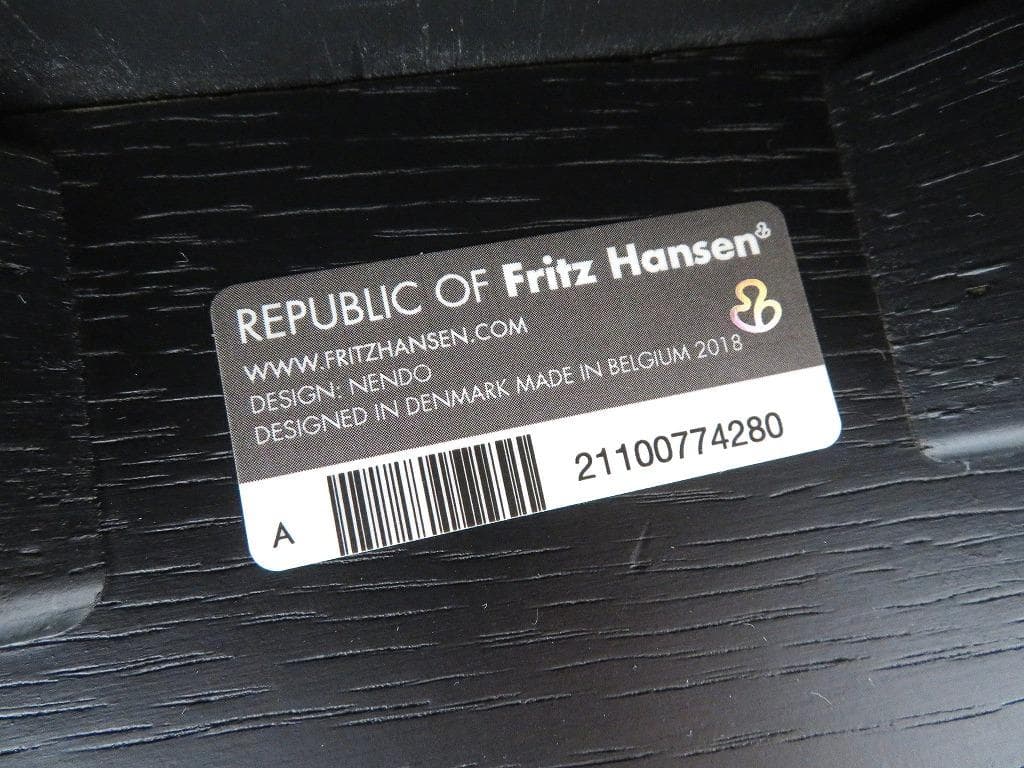 REPUBLIC OF Fritz Hansen
WWW.FRITZHANSEN.COM
DESIGN: NENDO
DESIGNED IN DENMARK MADE IN BELGIUM 2018
A 21100774280